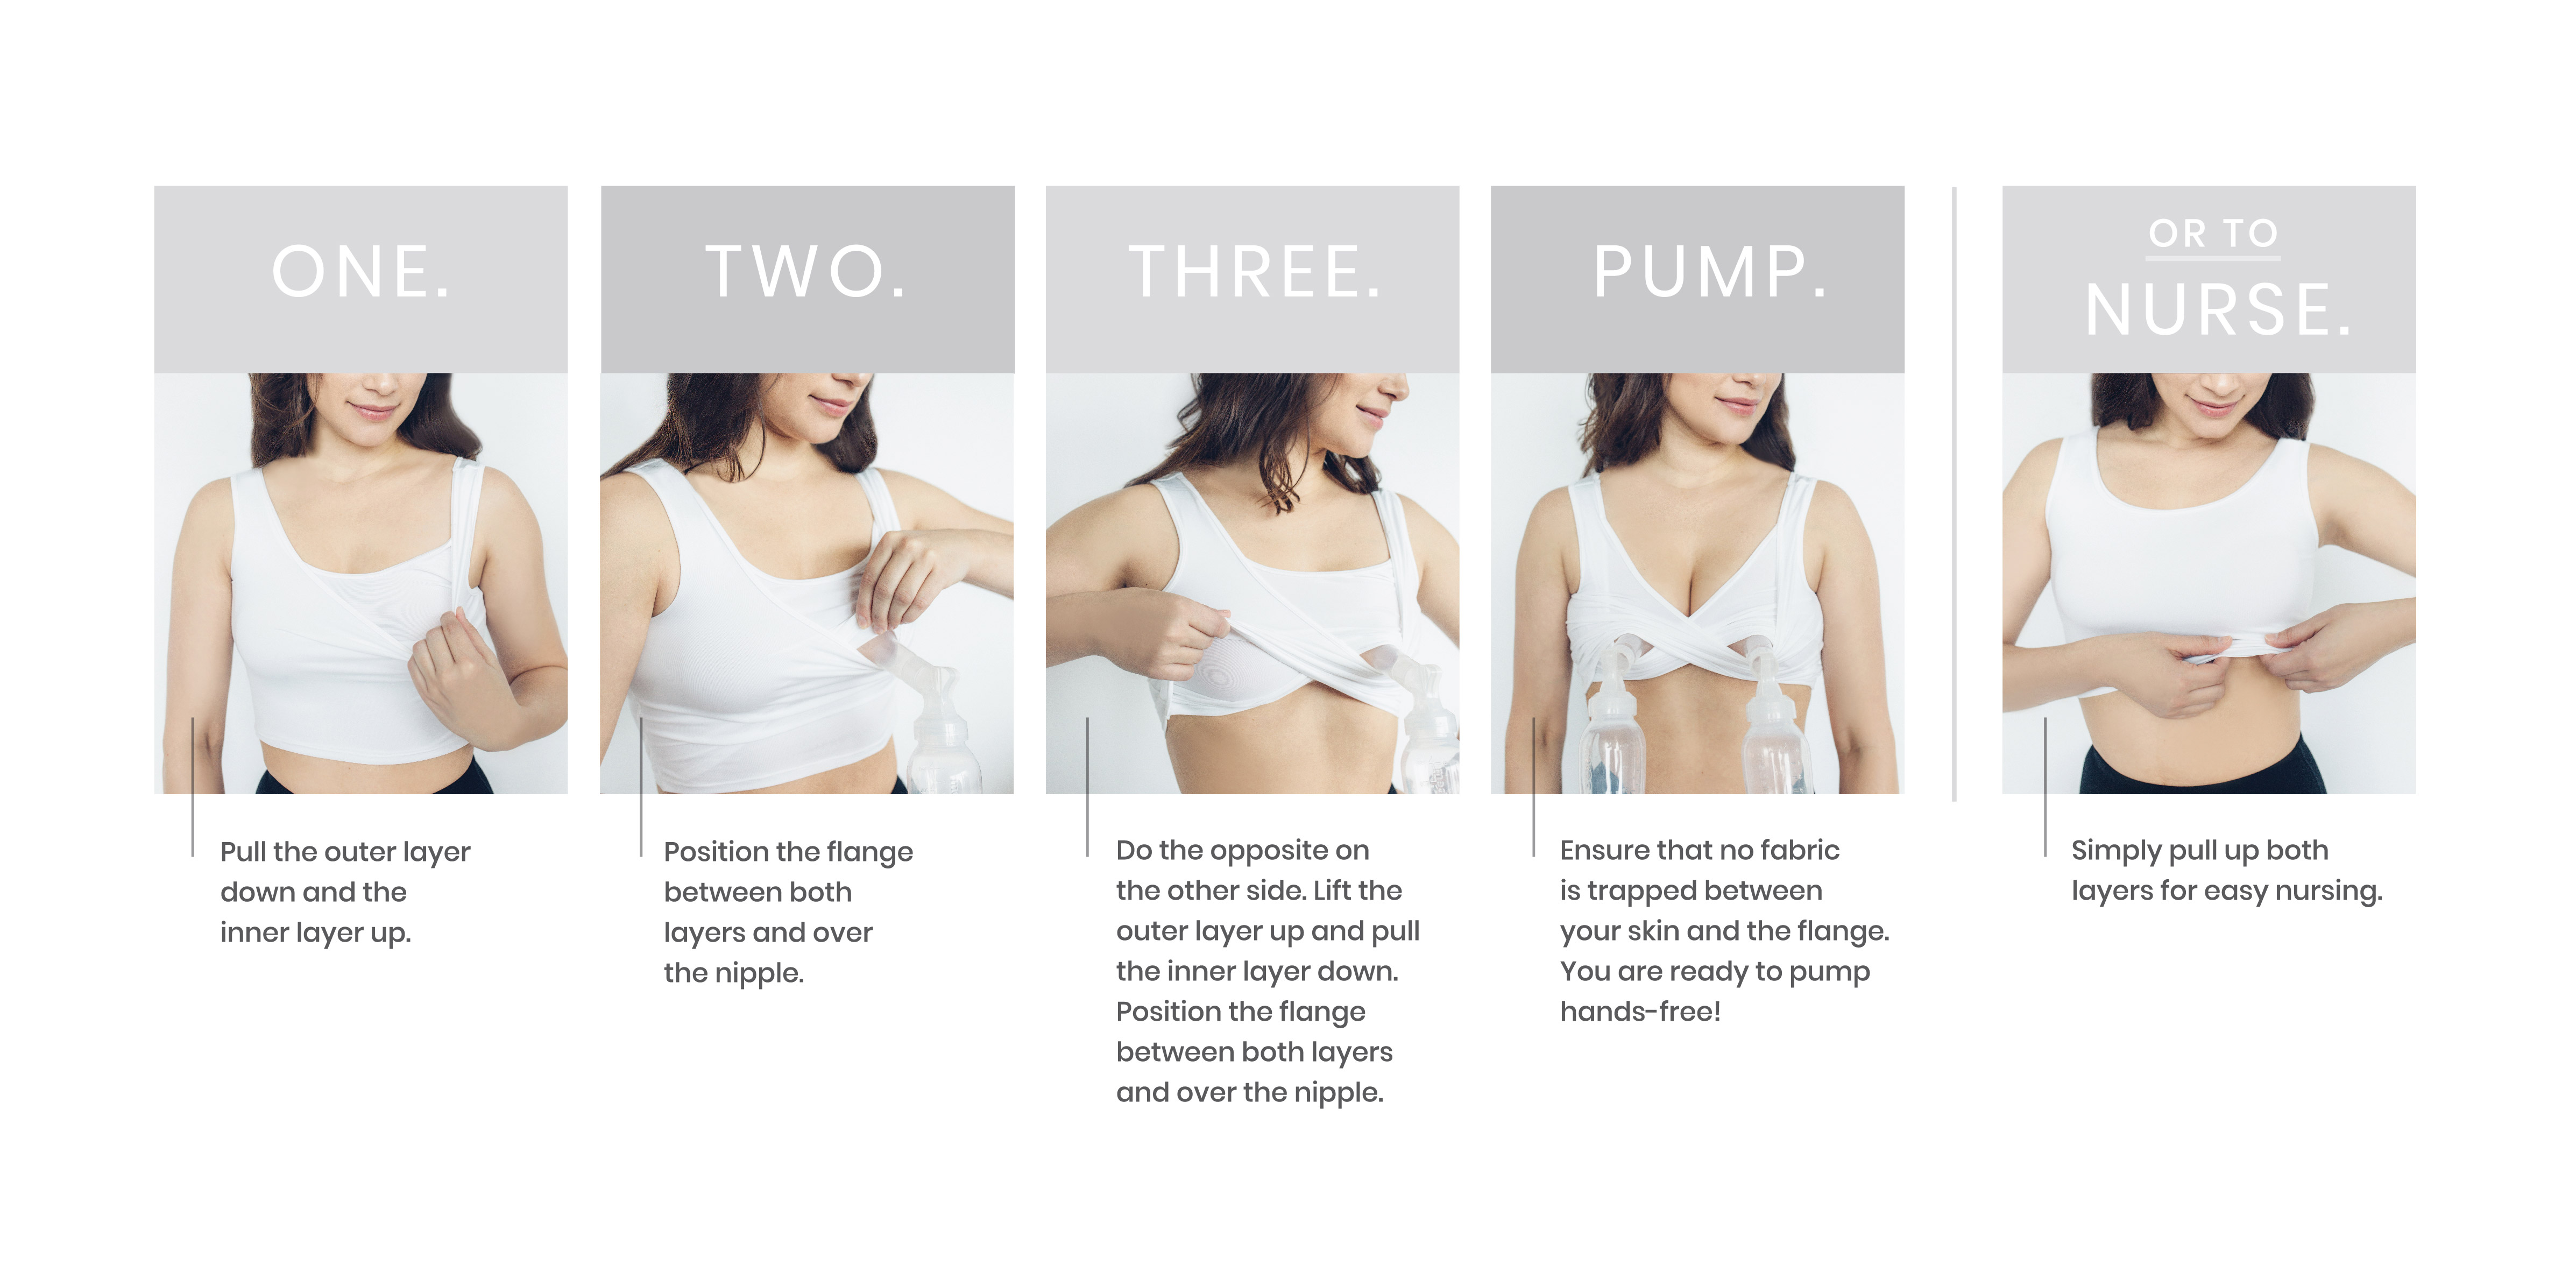 ONE.
Pull the outer layer
down and the
inner layer up.
TWO.
Position the flange
between both
layers and over
the nipple.
THREE.
Do the opposite on
the other side. Lift the
outer layer up and pull
the inner layer down.
Position the flange
between both layers
and over the nipple.
PUMP.
Ensure that no fabric
is trapped between
your skin and the flange.
You are ready to pump
hands-free!
OR TO
NURSE.
Simply pull up both
layers for easy nursing.